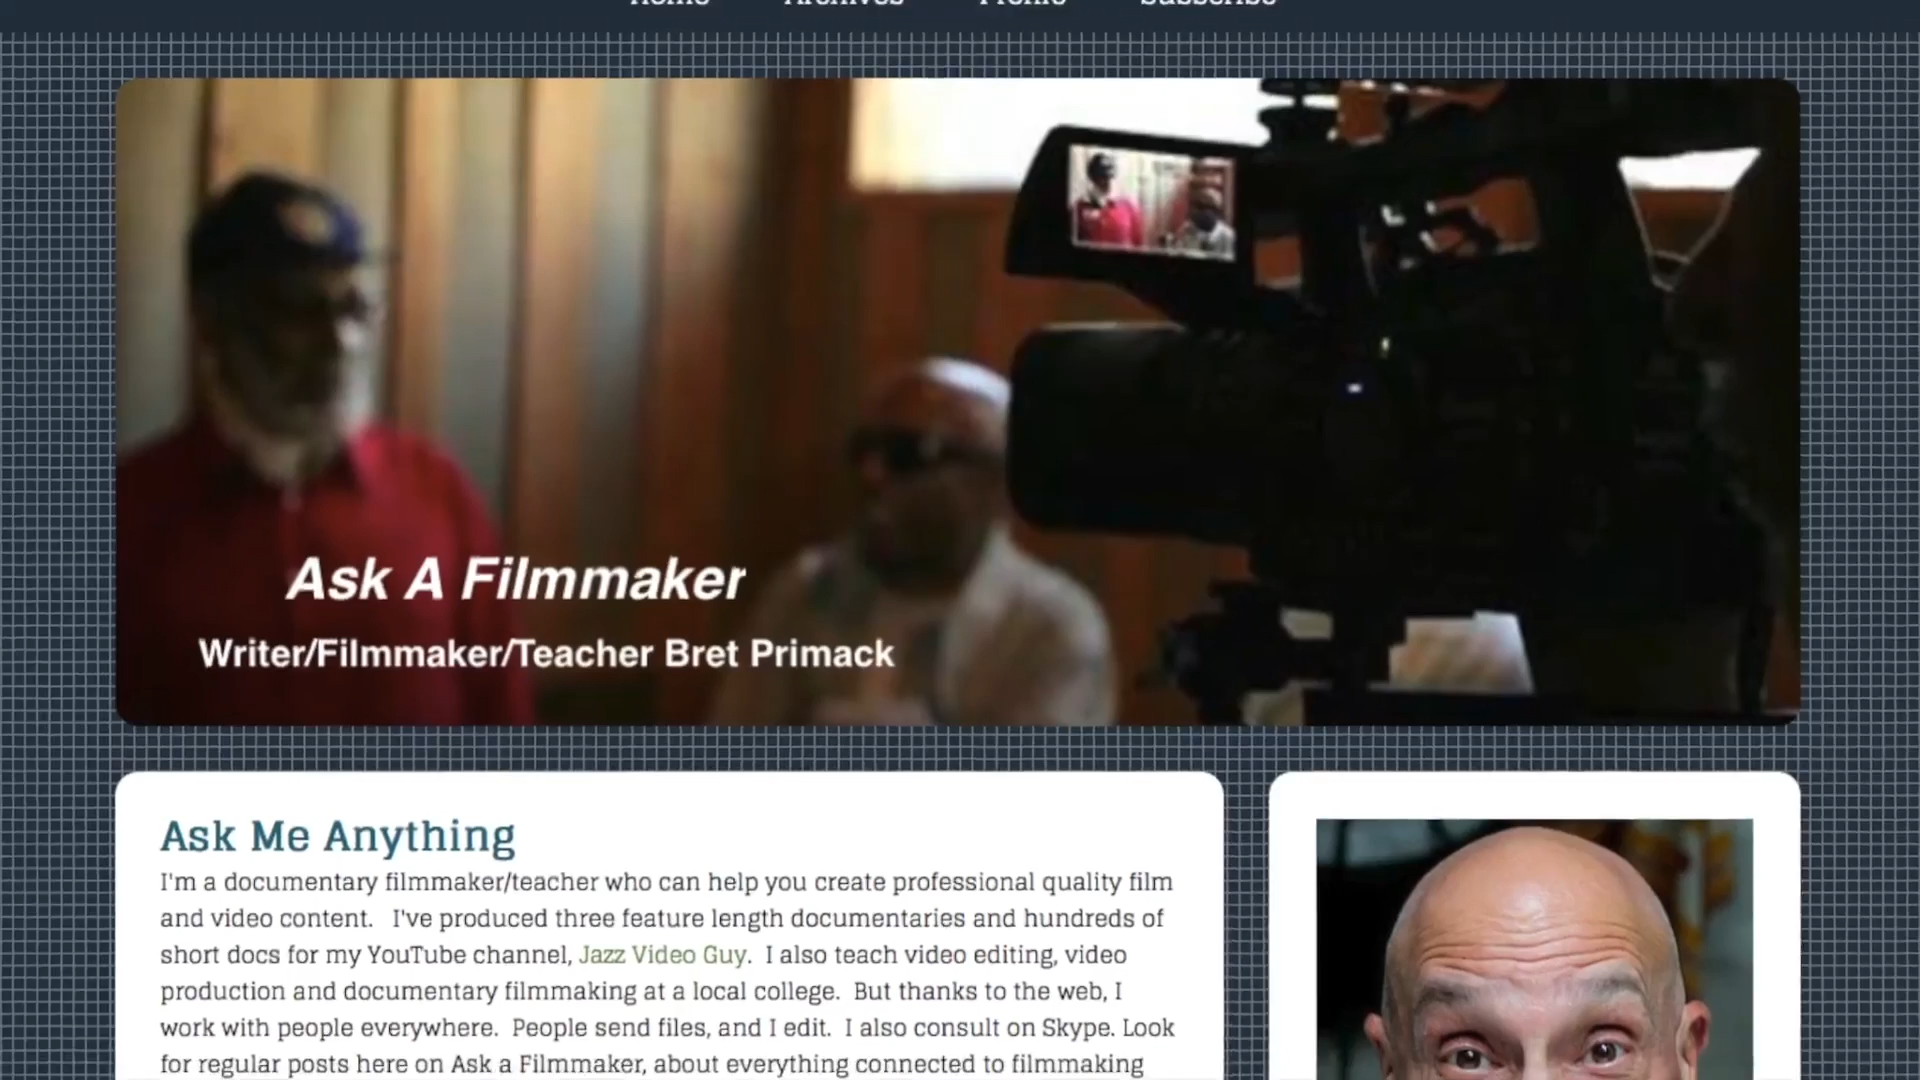 Home Archives Profile Subscribe
Ask A Filmmaker
Writer/Filmmaker/Teacher Bret Primack
Ask Me Anything
I'm a documentary filmmaker/teacher who can help you create professional quality film
and video content. I've produced three feature length documentaries and hundreds of
short docs for my YouTube channel, Jazz Video Guy. I also teach video editing, video
production and documentary filmmaking at a local college. But thanks to the web, I
work with people everywhere. People send files, and I edit. I also consult on Skype. Look
for regular posts here on Ask a Filmmaker, about everything connected to filmmaking